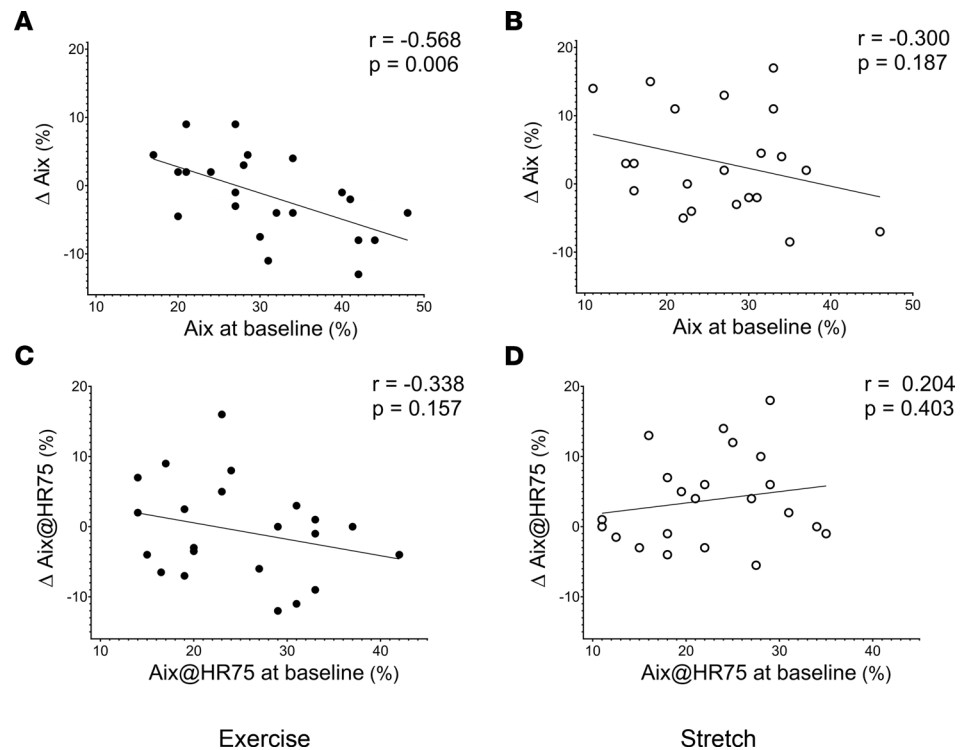 A
r = -0.568
p = 0.006
20
10
0
-10
Δ Aix (%)
10 20 30 40 50
Aix at baseline (%)
B
r = -0.300
p = 0.187
20
10
0
-10
Δ Aix (%)
10 20 30 40 50
Aix at baseline (%)
C
r = -0.338
p = 0.157
20
10
0
-10
Δ Aix@HR75 (%)
10 20 30 40
Aix@HR75 at baseline (%)
D
r = 0.204
p = 0.403
20
10
0
-10
Δ Aix@HR75 (%)
10 20 30 40
Aix@HR75 at baseline (%)
Exercise
Stretch